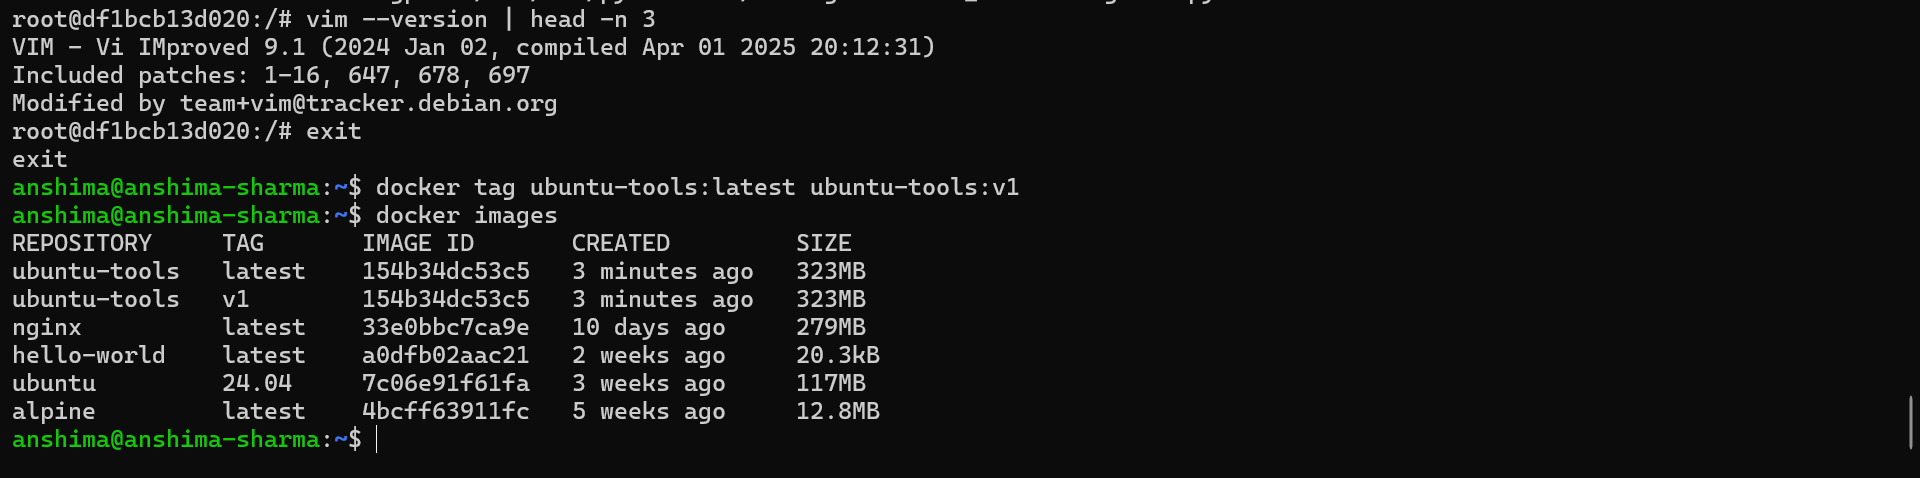 root@df1bcb13d020:/# vim --version | head -n 3
VIM - Vi IMproved 9.1 (2024 Jan 02, compiled Apr 01 2025 20:12:31)
Included patches: 1-16, 647, 678, 697
Modified by team+vim@tracker.debian.org
root@df1bcb13d020:/# exit
exit
anshima@anshima-sharma:~$ docker tag ubuntu-tools:latest ubuntu-tools:v1
anshima@anshima-sharma:~$ docker images
REPOSITORY     TAG       IMAGE ID       CREATED         SIZE
ubuntu-tools   latest    154b34dc53c5   3 minutes ago   323MB
ubuntu-tools   v1        154b34dc53c5   3 minutes ago   323MB
nginx          latest    33e0bbc7ca9e   10 days ago     279MB
hello-world    latest    a0dfb02aac21   2 weeks ago     20.3kB
ubuntu         24.04     7c06e91f61fa   3 weeks ago     117MB
alpine         latest    4bcff63911fc   5 weeks ago     12.8MB
anshima@anshima-sharma:~$